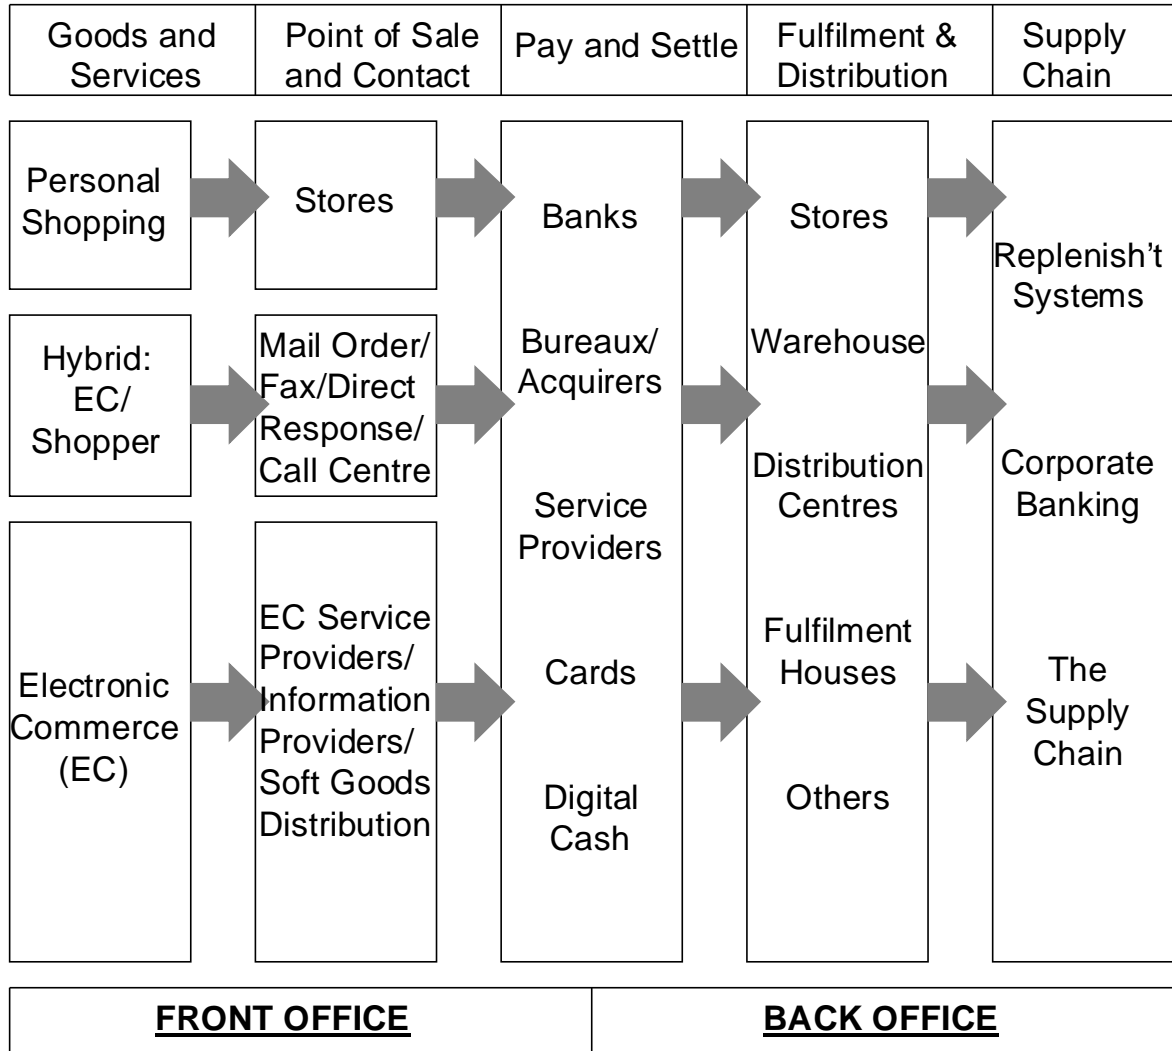 Goods and
Services
Point of Sale
and Contact
Pay and Settle
Fulfilment &
Distribution
Supply
Chain
Personal
Shopping
Hybrid:
EC/
Shopper
Electronic
Commerce
(EC)
Stores
Mail Order/
Fax/Direct
Response/
Call Centre
EC Service
Providers/
Information
Providers/
Soft Goods
Distribution
Banks
Bureaux/
Acquirers
Service
Providers
Cards
Digital
Cash
Stores
Warehouse
Distribution
Centres
Fulfilment
Houses
Others
Replenish’t
Systems
Corporate
Banking
The
Supply
Chain
FRONT OFFICE
BACK OFFICE